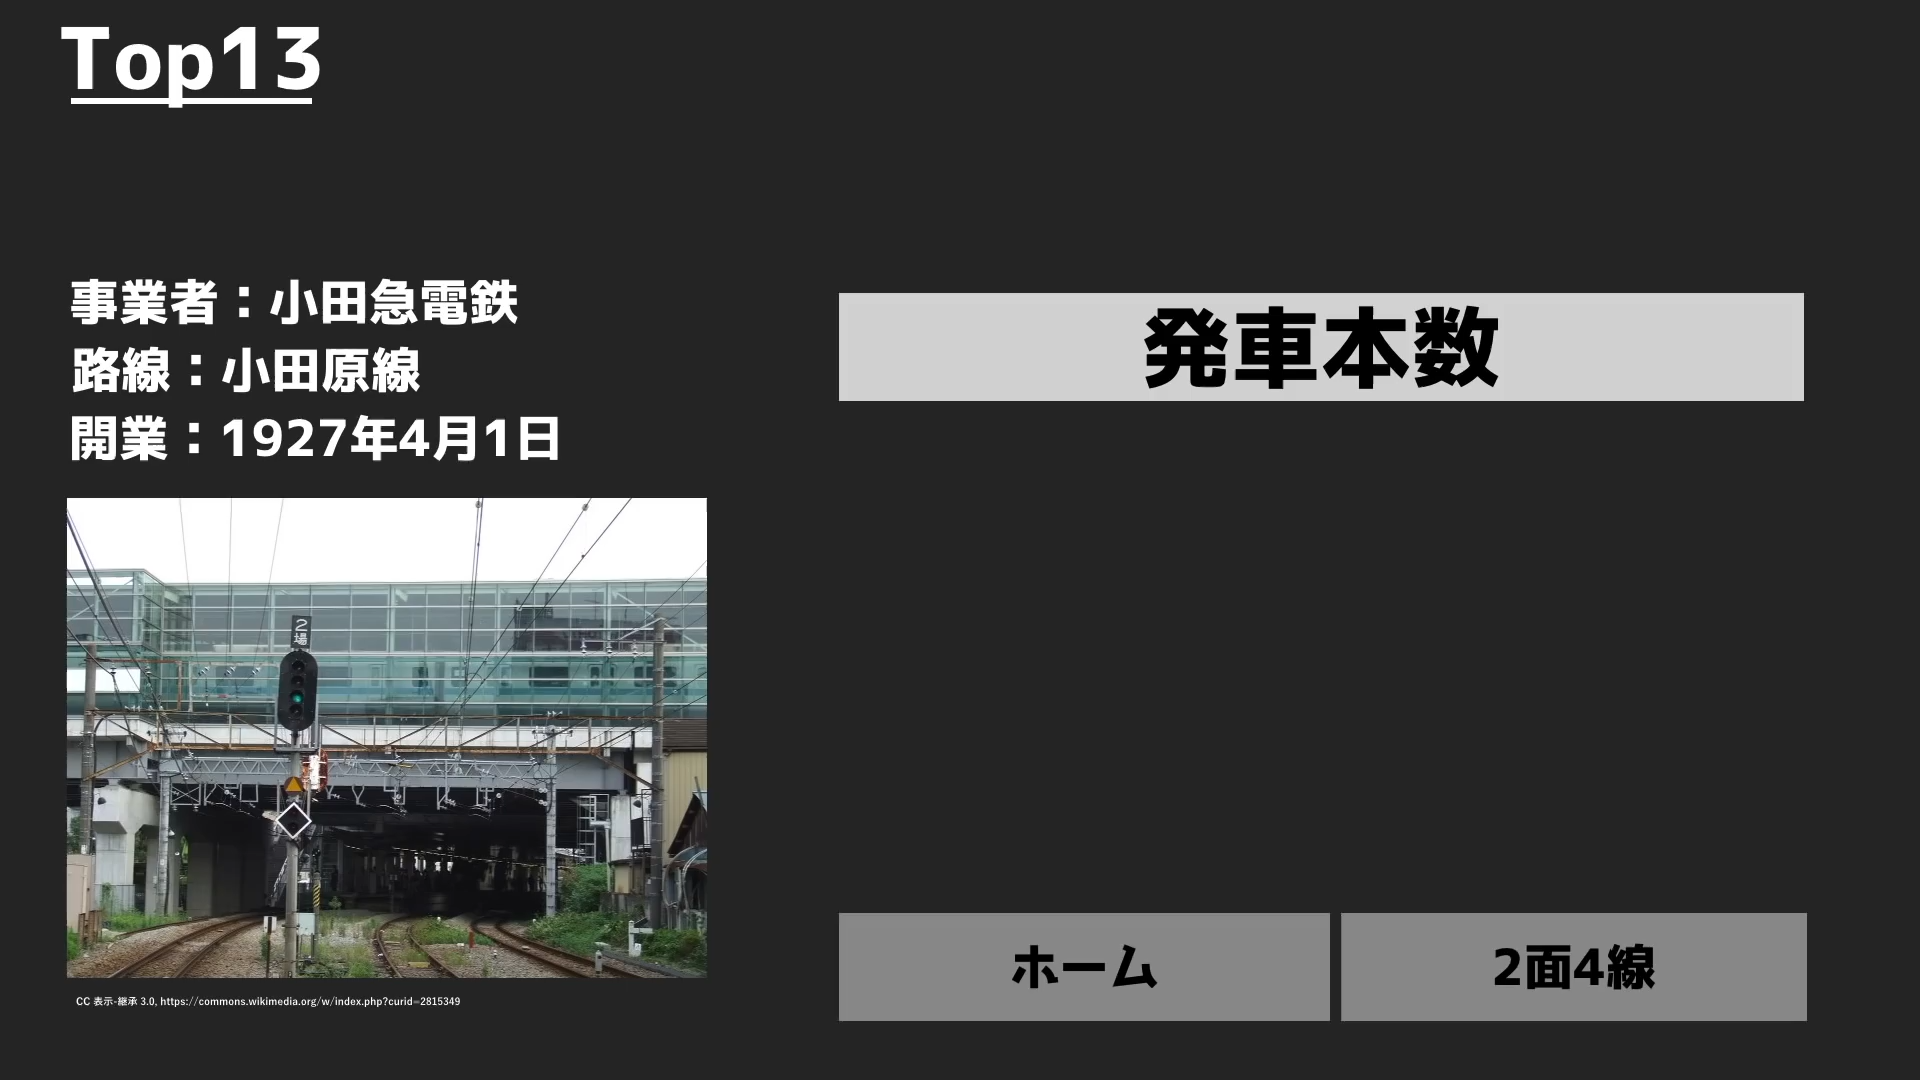 Top13
事業者：小田急電鉄
路線：小田原線
開業：1927年4月1日
2
場
CC 表示-継承 3.0, https://commons.wikimedia.org/w/index.php?curid=2815349
発車本数
ホーム
2面4線